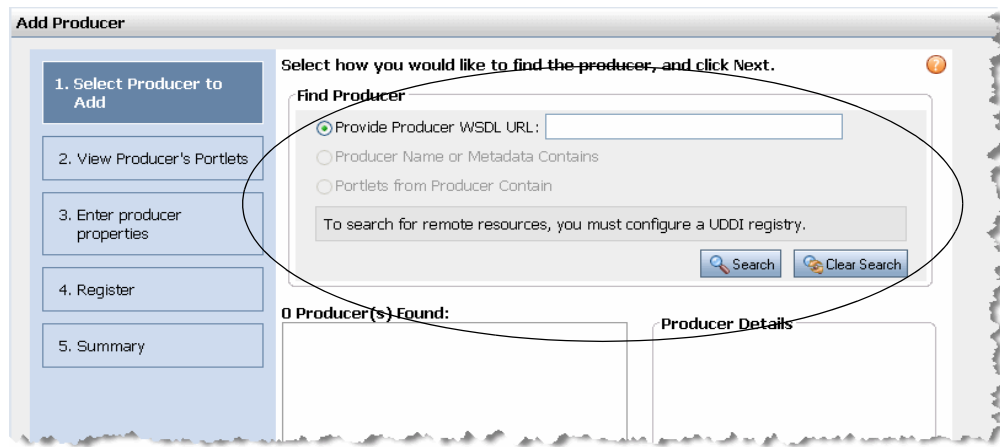 Add Producer
1. Select Producer to
Add
2. View Producer's Portlets
3. Enter producer
properties
4. Register
5. Summary
Select how you would like to find the producer, and click Next.
Find Producer
Provide Producer WSDL URL:
Producer Name or Metadata Contains
Portlets from Producer Contain
To search for remote resources, you must configure a UDDI registry.
Search
Clear Search
0 Producer(s) Found:
Producer Details
?